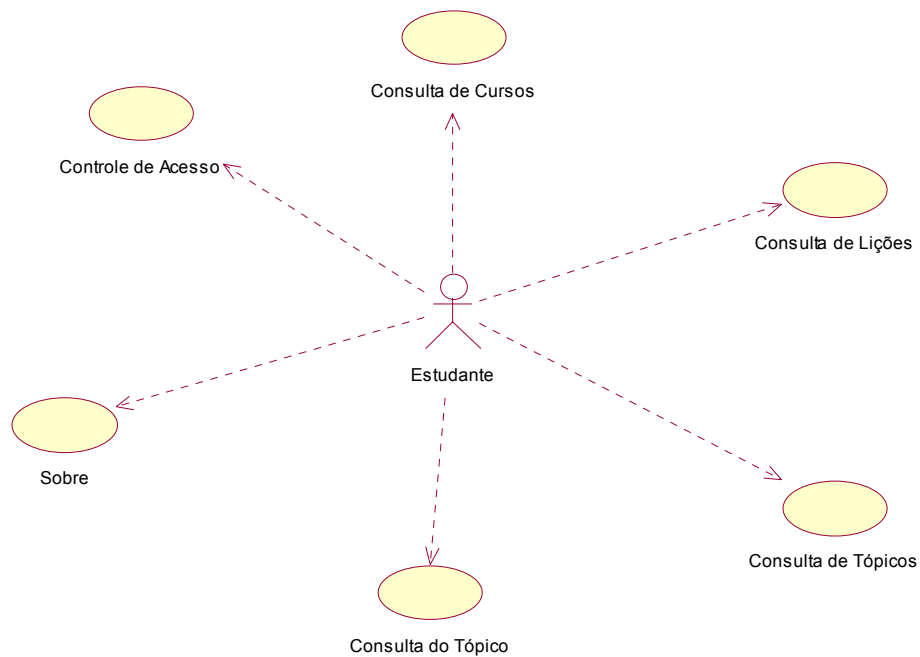 Consulta de Cursos
Controle de Acesso
Consulta de Lições
Estudante
Sobre
Consulta de Tópicos
Consulta do Tópico